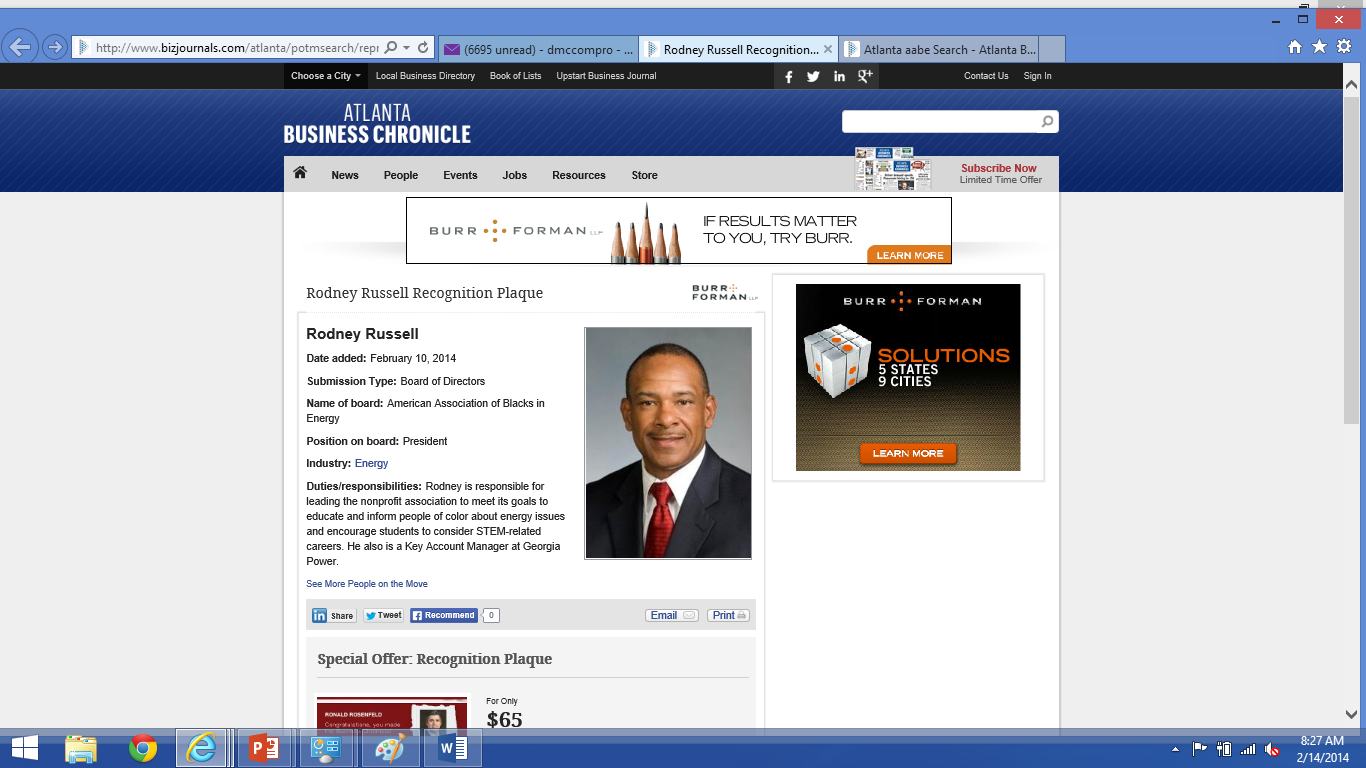 http://www.bizjournals.com/atlanta/potmsearch/repr
(6695 unread) - dmccompro - ...
Rodney Russell Recognition...
Atlanta aabe Search - Atlanta B...
Choose a City
Local Business Directory
Book of Lists
Upstart Business Journal
Contact Us
Sign In
ATLANTA
BUSINESS CHRONICLE
News
People
Events
Jobs
Resources
Store
Subscribe Now
Limited Time Offer
BURR FORMAN LLP
IF RESULTS MATTER
TO YOU, TRY BURR.
LEARN MORE
Rodney Russell Recognition Plaque
BURR
FORMAN LLP
Rodney Russell
Date added: February 10, 2014
Submission Type: Board of Directors
Name of board: American Association of Blacks in
Energy
Position on board: President
Industry: Energy
Duties/responsibilities: Rodney is responsible for
leading the nonprofit association to meet its goals to
educate and inform people of color about energy issues
and encourage students to consider STEM-related
careers. He also is a Key Account Manager at Georgia
Power.
See More People on the Move
BURR FORMAN
SOLUTIONS
5 STATES
9 CITIES
LEARN MORE
Share
Tweet
Recommend
0
Email
Print
Special Offer: Recognition Plaque
RONALD ROSENFELD
Congratulations, you made
For Only
$65
8:27 AM
2/14/2014